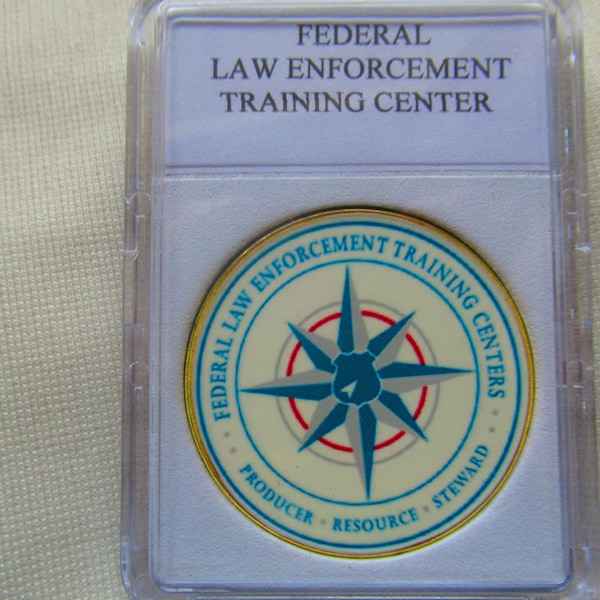 FEDERAL
LAW ENFORCEMENT
TRAINING CENTER
FEDERAL LAW ENFORCEMENT TRAINING CENTERS
PRODUCER • RESOURCE • STEWARD